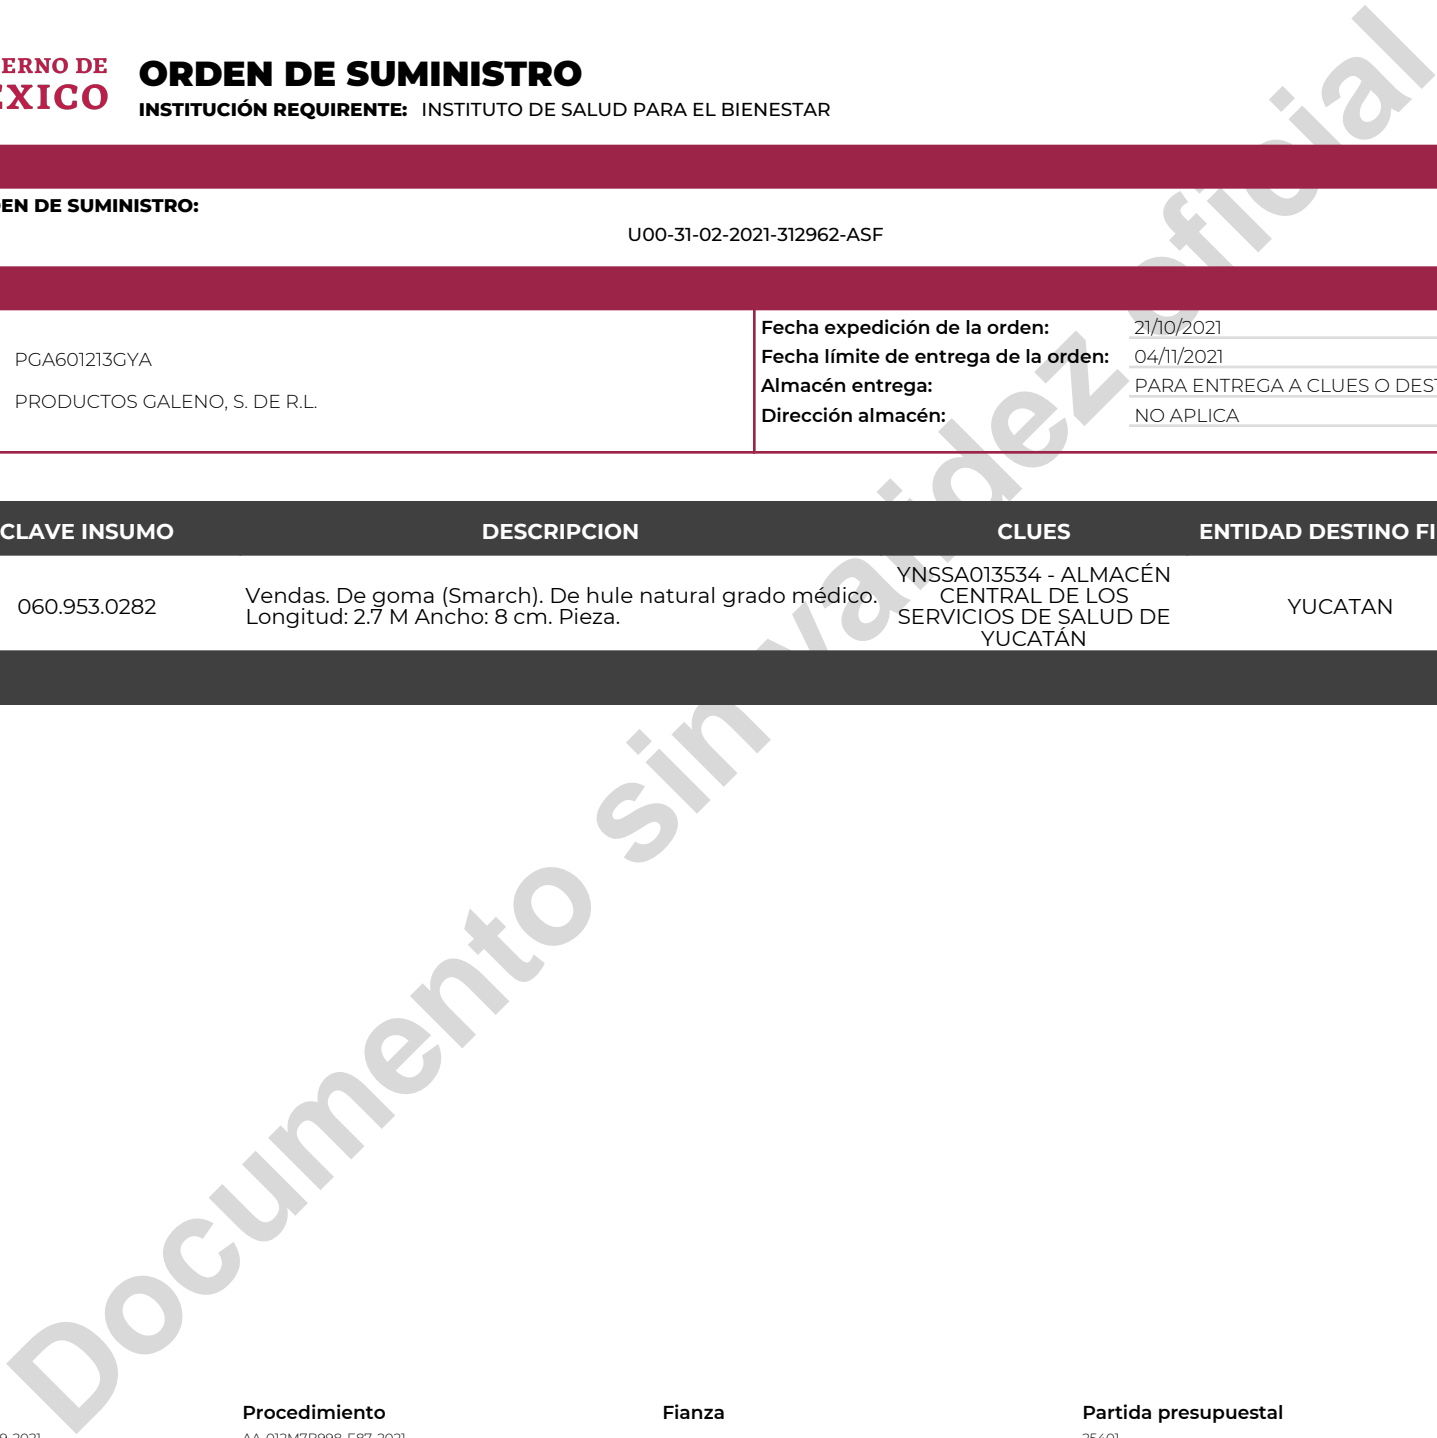 ERNO DE
ORDEN DE SUMINISTRO
EXICO
INSTITUCIÓN REQUIRENTE: INSTITUTO DE SALUD PARA EL BIENESTAR
EN DE SUMINISTRO:
U00-31-02-2021-312962-ASF
Fecha expedición de la orden: 21/10/2021
PGA601213GYA
Fecha límite de entrega de la orden: 04/11/2021
Almacén entrega: PARA ENTREGA A CLUES O DEST
PRODUCTOS GALENO, S. DE R.L.
Dirección almacén: NO APLICA
CLAVE INSUMO DESCRIPCION CLUES ENTIDAD DESTINO FI
060.953.0282
Vendas. De goma (Smarch). De hule natural grado médico.
Longitud: 2.7 M Ancho: 8 cm. Pieza.
YNSSA013534 - ALMACÉN
CENTRAL DE LOS
SERVICIOS DE SALUD DE
YUCATÁN
YUCATAN
Documento sin validez oficial
Procedimiento Fianza Partida presupuestal